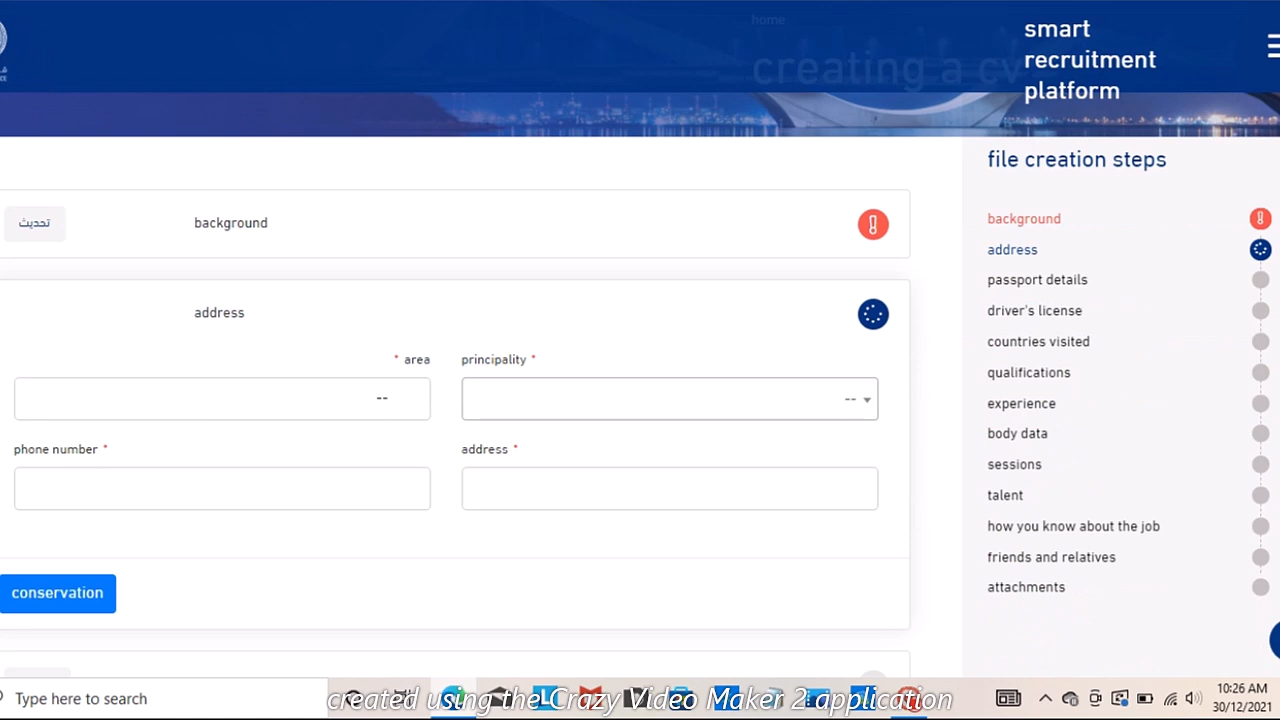 home
creating a cv
smart
recruitment
platform
file creation steps
تحديث
background
address
* area
principality *
--
--
phone number *
address *
conservation
background
address
passport details
driver's license
countries visited
qualifications
experience
body data
sessions
talent
how you know about the job
friends and relatives
attachments
Type here to search
created using the Crazy Video Maker 2 application
10:26 AM
30/12/2021